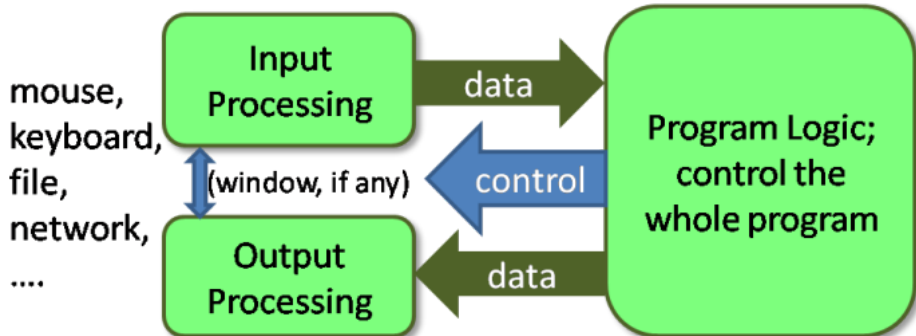 mouse,
keyboard,
file,
network,
....
Input
Processing
data
Program Logic;
control the
whole program
(window, if any)
control
Output
Processing
data